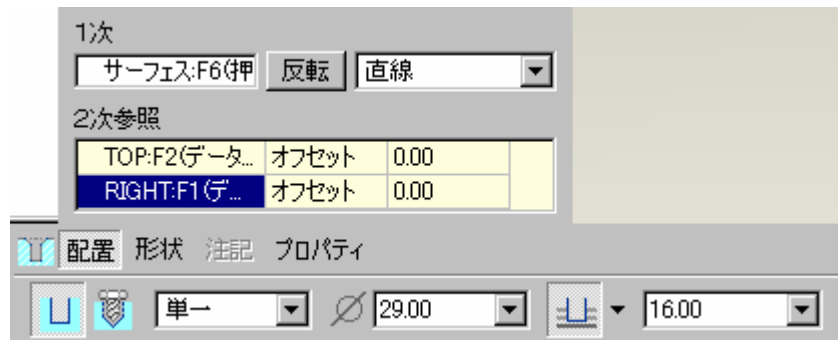 1次
サーフェス:F6(押 反転 直線
2次参照
TOP:F2(データ... オフセット 0.00
RIGHT:F1(デ... オフセット 0.00
配置 形状 注記 プロパティ
単一 29.00 16.00